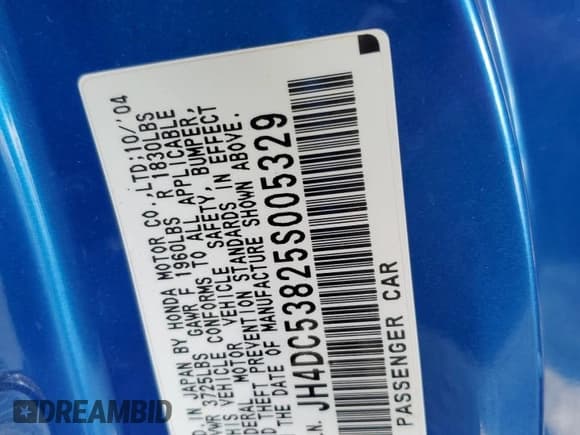 D. IN JAPAN BY HONDA MOTOR CO.,LTD;10/'04
GVWR 3725LBS GAWR F 1960LBS R 1830LBS
THIS VEHICLE CONFORMS TO ALL APPLICABLE
FEDERAL MOTOR VEHICLE SAFETY, BUMPER,
AND THEFT PREVENTION STANDARDS IN EFFECT
ON THE DATE OF MANUFACTURE SHOWN ABOVE.
I.N. JH4DC53825S005329
PASSENGER CAR
DREAMBID